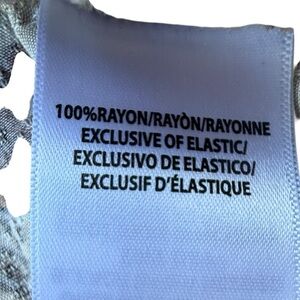 100%RAYON/RAYÒN/RAYONNE
EXCLUSIVE OF ELASTIC/
EXCLUSIVO DE ELASTICO/
EXCLUSIF D'ÉLASTIQUE